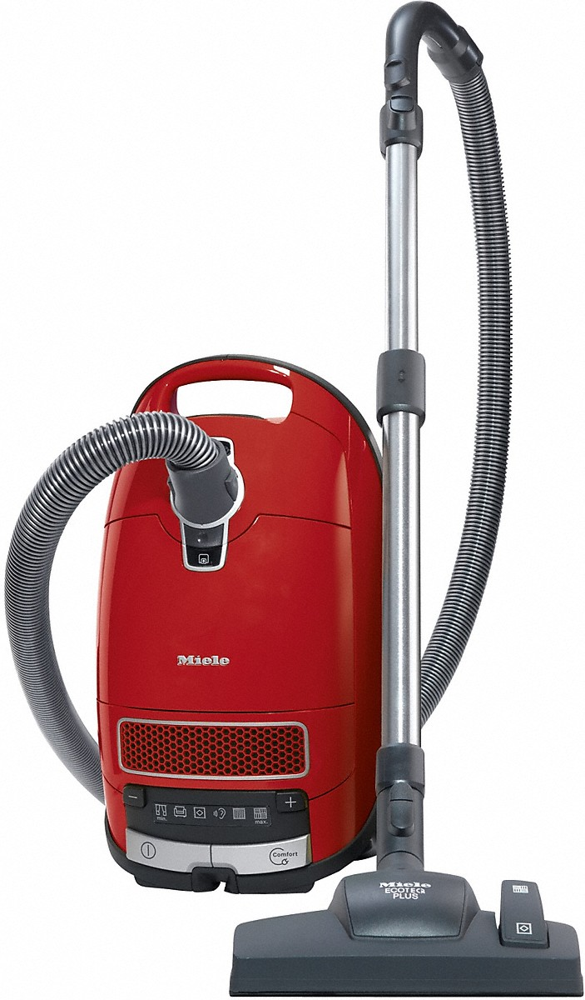 Miele
min.
max.
Comfort
Miele
ECOTEQ
PLUS